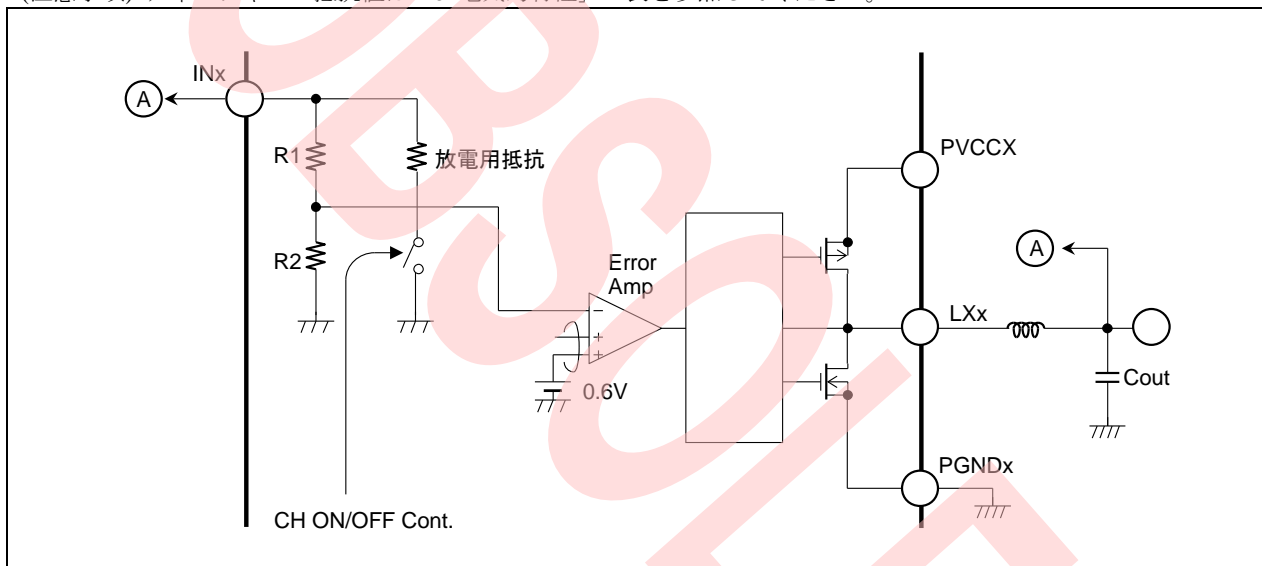 INx
A
R1
放電用抵抗
PVCCX
R2
Error
Amp
A
LXx
0.6V
Cout
PGNDx
CH ON/OFF Cont.